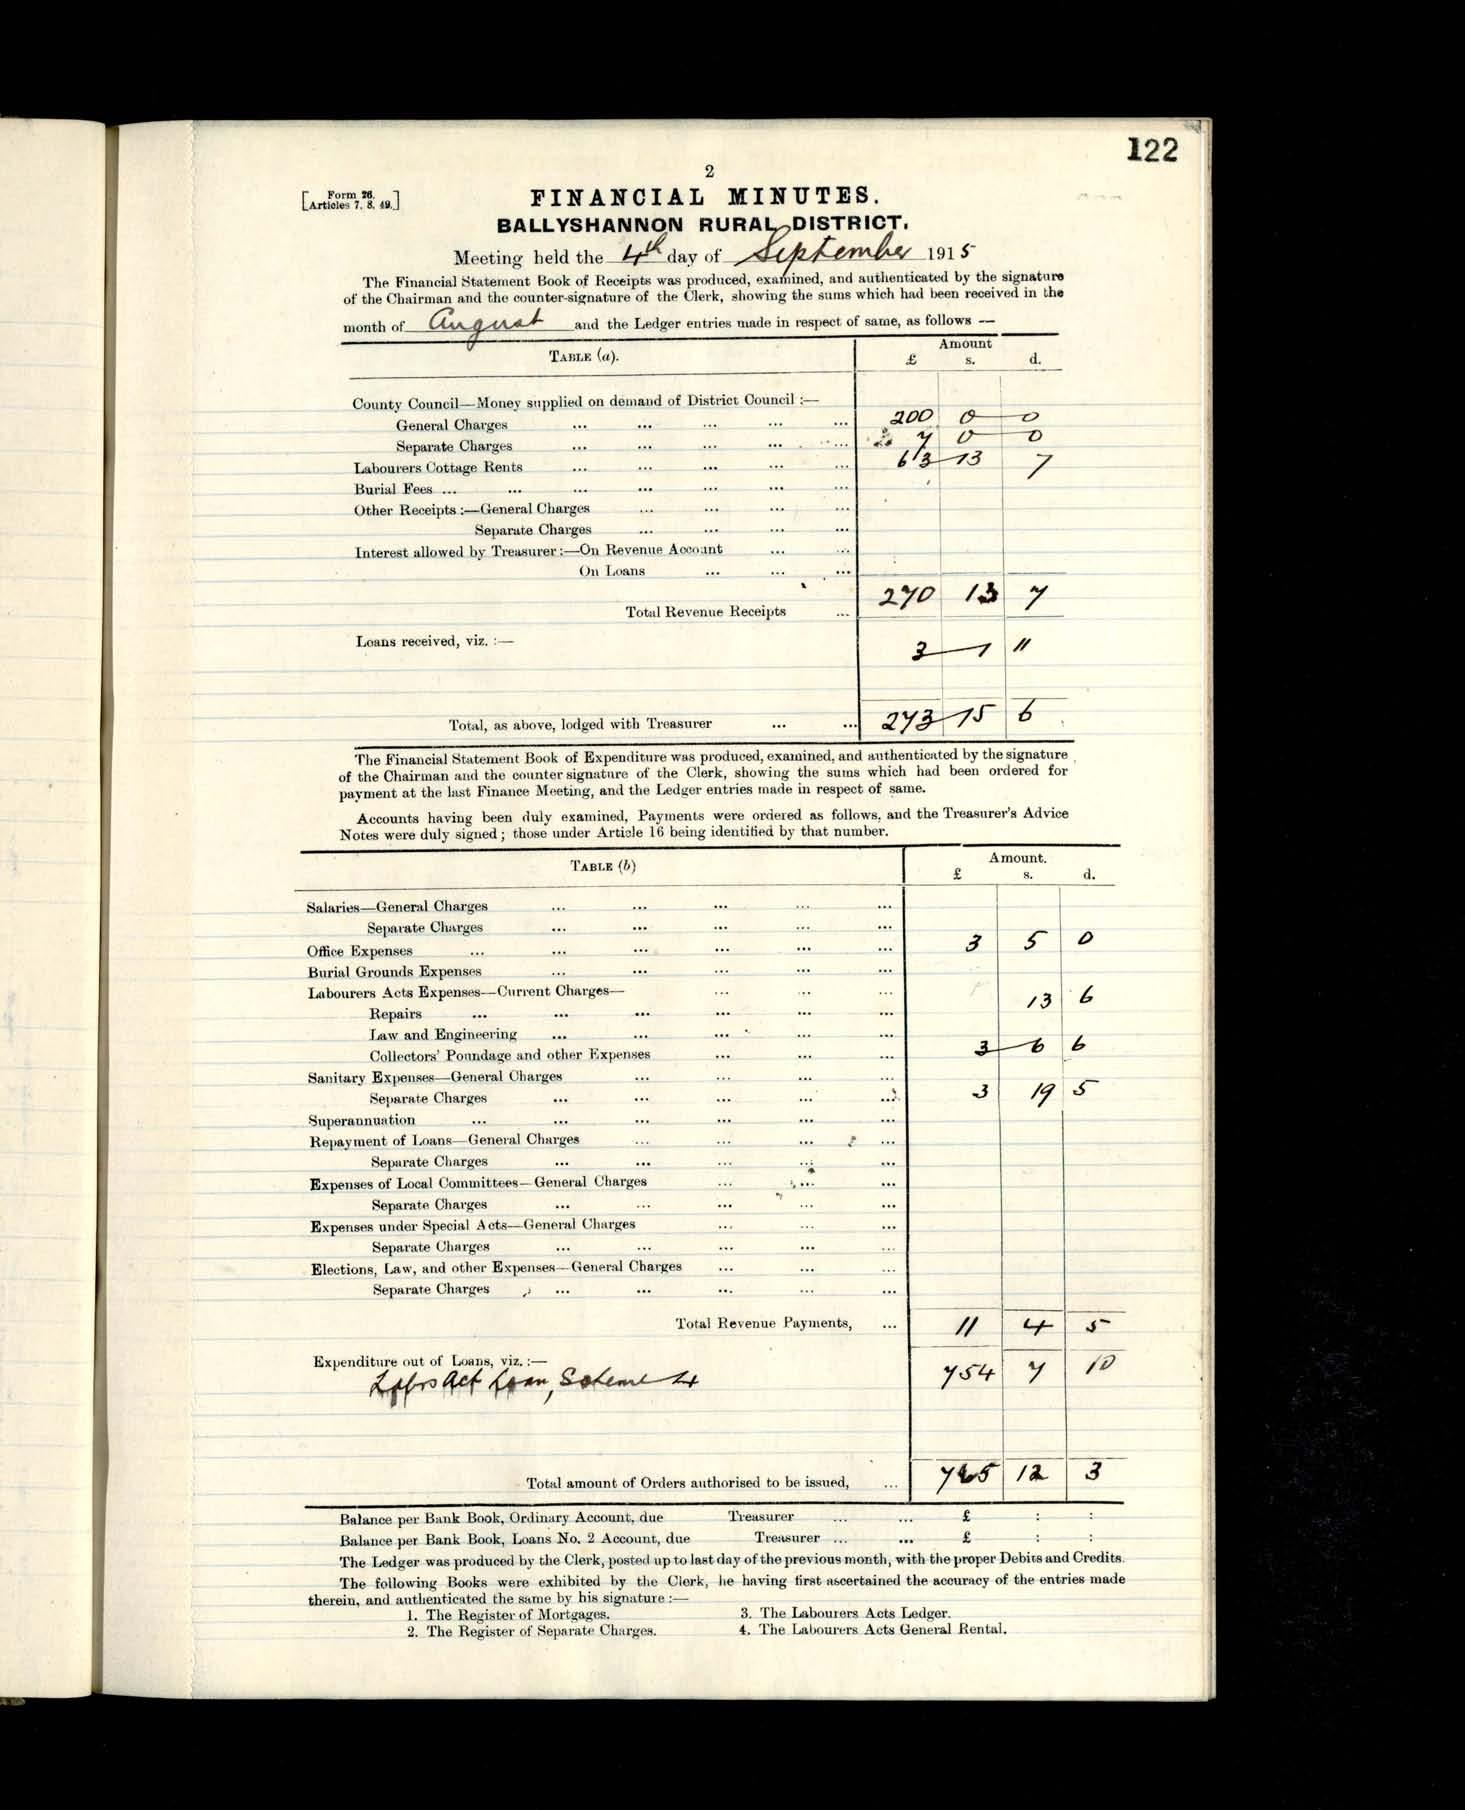 122
2
[Form 26. Articles 7. 8. 49.]
FINANCIAL MINUTES.
BALLYSHANNON RURAL DISTRICT.
Meeting held the 4th day of September 1915
The Financial Statement Book of Receipts was produced, examined, and authenticated by the signature
of the Chairman and the counter-signature of the Clerk, showing the sums which had been received in the
month of August and the Ledger entries made in respect of same, as follows —
TABLE (a). Amount
£ s. d.
County Council—Money supplied on demand of District Council :—
General Charges ... ... ... ... ... 200 0 0
Separate Charges ... ... ... ... ... 7 0 0
Labourers Cottage Rents ... ... ... ... ... 63 13 7
Burial Fees ... ... ... ... ... ... ...
Other Receipts :—General Charges ... ... ... ...
Separate Charges ... ... ... ...
Interest allowed by Treasurer :—On Revenue Account ... ...
On Loans ... ... ...
Total Revenue Receipts ... 270 13 7
Loans received, viz. :— 3 1 11
Total, as above, lodged with Treasurer ... ... 273 15 6
The Financial Statement Book of Expenditure was produced, examined, and authenticated by the signature
of the Chairman and the counter signature of the Clerk, showing the sums which had been ordered for
payment at the last Finance Meeting, and the Ledger entries made in respect of same.
Accounts having been duly examined, Payments were ordered as follows, and the Treasurer's Advice
Notes were duly signed; those under Article 16 being identified by that number.
TABLE (b) Amount.
£ s. d.
Salaries—General Charges ... ... ... ... ...
Separate Charges ... ... ... ... ...
Office Expenses ... ... ... ... ... ... 3 5 0
Burial Grounds Expenses ... ... ... ... ...
Labourers Acts Expenses—Current Charges— ... ... ...
Repairs ... ... ... ... ... ... 13 6
Law and Engineering ... ... ... ... ...
Collectors' Poundage and other Expenses ... ... ... 3 6 6
Sanitary Expenses—General Charges ... ... ... ...
Separate Charges ... ... ... ... ... 3 19 5
Superannuation ... ... ... ... ... ...
Repayment of Loans—General Charges ... ... ... ...
Separate Charges ... ... ... ... ...
Expenses of Local Committees—General Charges ... ... ...
Separate Charges ... ... ... ... ...
Expenses under Special Acts—General Charges ... ... ...
Separate Charges ... ... ... ... ...
Elections, Law, and other Expenses—General Charges ... ... ...
Separate Charges ... ... ... ... ...
Total Revenue Payments, ... 11 4 5
Expenditure out of Loans, viz. :—
Act Loan, Scheme 4 754 7 10
Total amount of Orders authorised to be issued, ... 765 12 3
Balance per Bank Book, Ordinary Account, due Treasurer ... ... £ : :
Balance per Bank Book, Loans No. 2 Account, due Treasurer ... ... £ : :
The Ledger was produced by the Clerk, posted up to last day of the previous month, with the proper Debits and Credits.
The following Books were exhibited by the Clerk, he having first ascertained the accuracy of the entries made
therein, and authenticated the same by his signature :—
1. The Register of Mortgages. 3. The Labourers Acts Ledger.
2. The Register of Separate Charges. 4. The Labourers Acts General Rental.